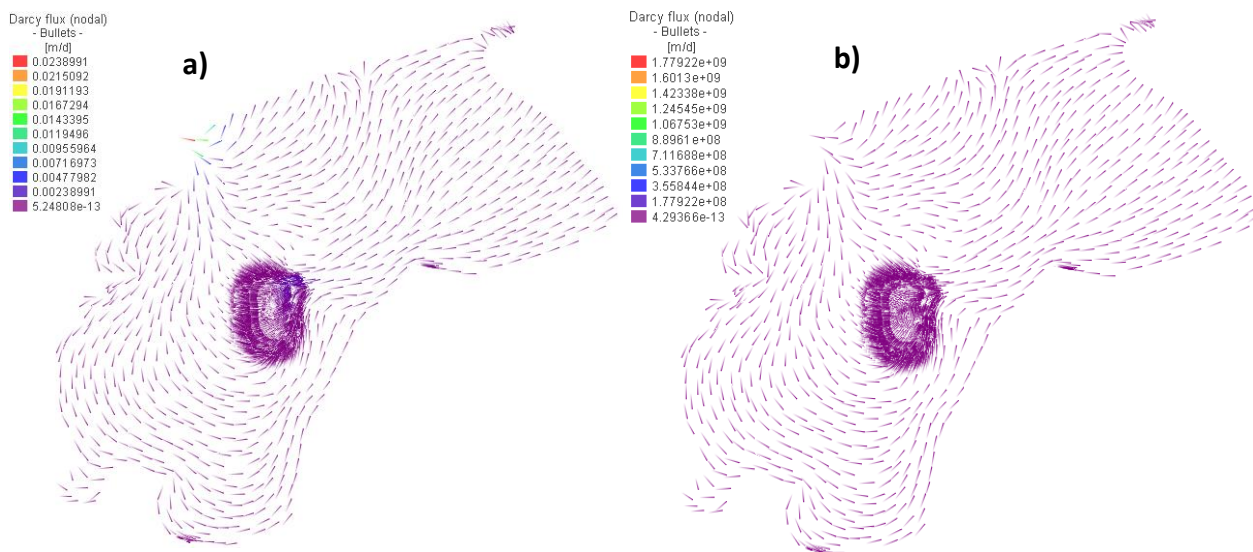 Darcy flux (nodal)
- Bullets -
[m/d]
0.0238991
0.0215092
0.0191193
0.0167294
0.0143395
0.0119496
0.00955964
0.00716973
0.00477982
0.00238991
5.24808e-13
a)
Darcy flux (nodal)
- Bullets -
[m/d]
1.77922e+09
1.6013e+09
1.42338e+09
1.24545e+09
1.06753e+09
8.8961e+08
7.11688e+08
5.33766e+08
3.55844e+08
1.77922e+08
4.29366e-13
b)